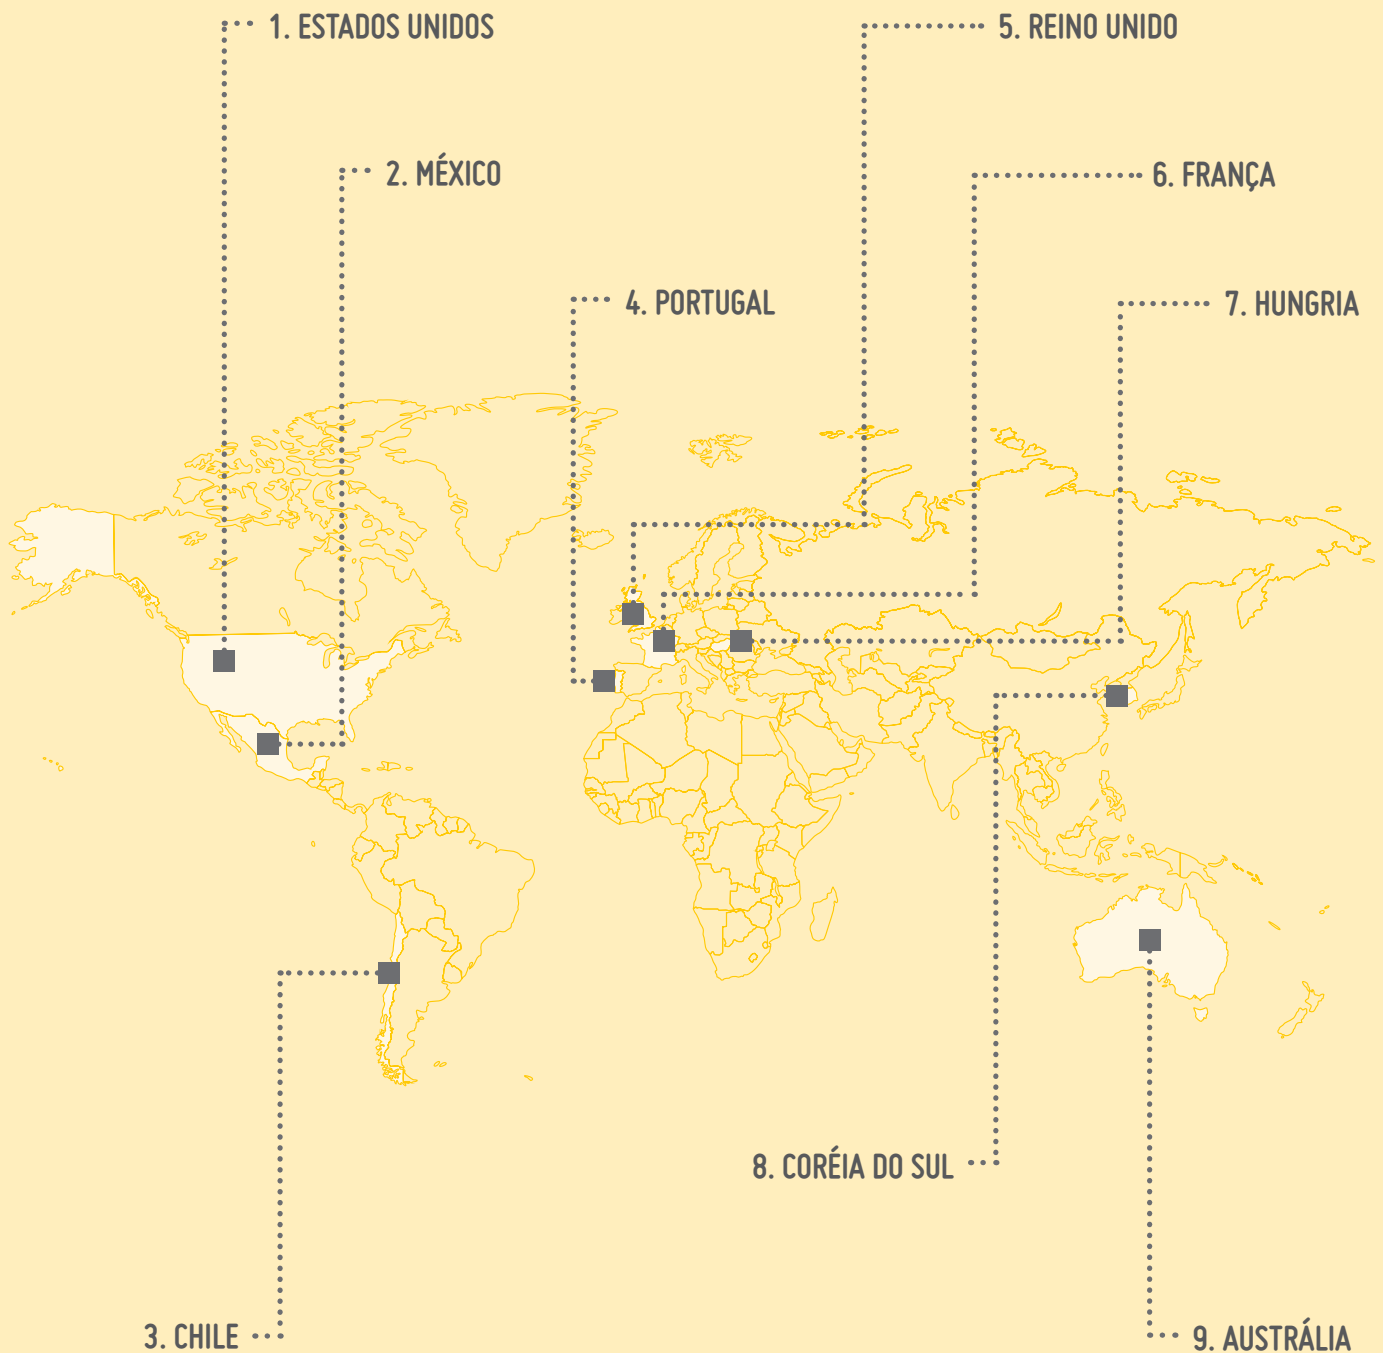 1. ESTADOS UNIDOS
5. REINO UNIDO
2. MÉXICO
6. FRANÇA
4. PORTUGAL
7. HUNGRIA
8. CORÉIA DO SUL
3. CHILE
9. AUSTRÁLIA